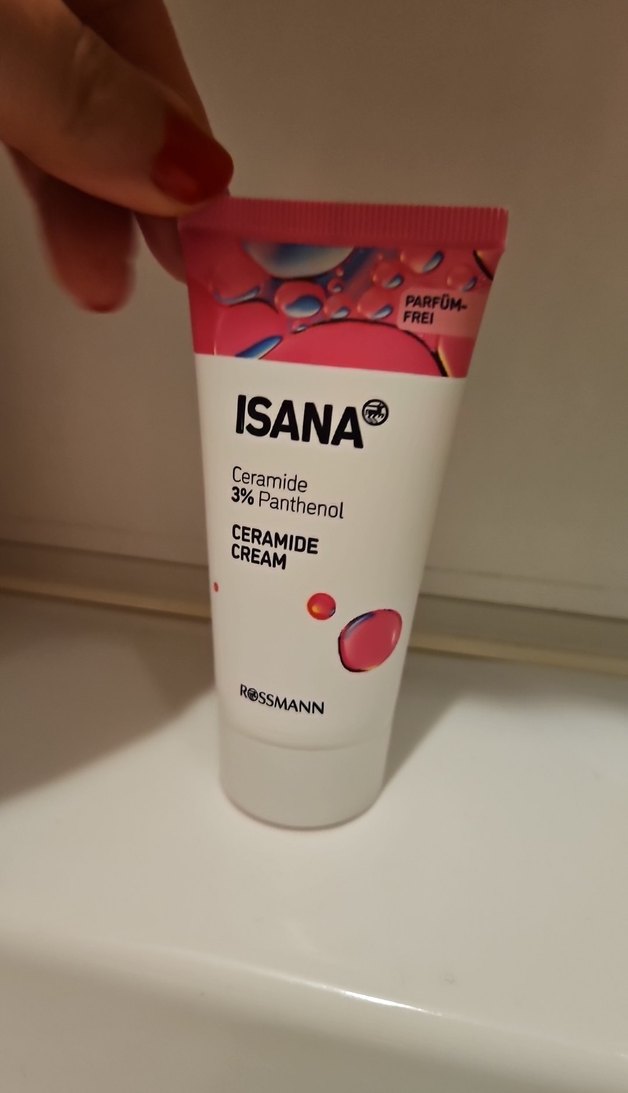 PARFÜM-
FREI
ISANA
Ceramide
3% Panthenol
CERAMIDE
CREAM
ROSSMANN